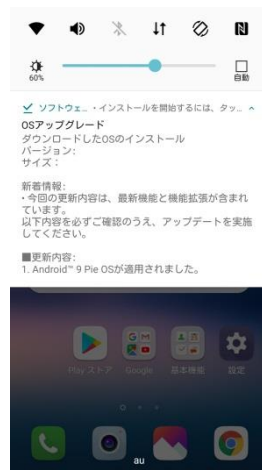 60%
自動
ソフトウェ... ・インストールを開始するには、タッ...
OSアップグレード
ダウンロードしたOSのインストール
バージョン:
サイズ：
新着情報:
・今回の更新内容は、最新機能と機能拡張が含まれ
ています。
以下内容を必ずご確認のうえ、アップデートを実施
してください。
■更新内容:
1. Android™ 9 Pie OSが適用されました。
Play ストア
Google
基本機能
設定
au